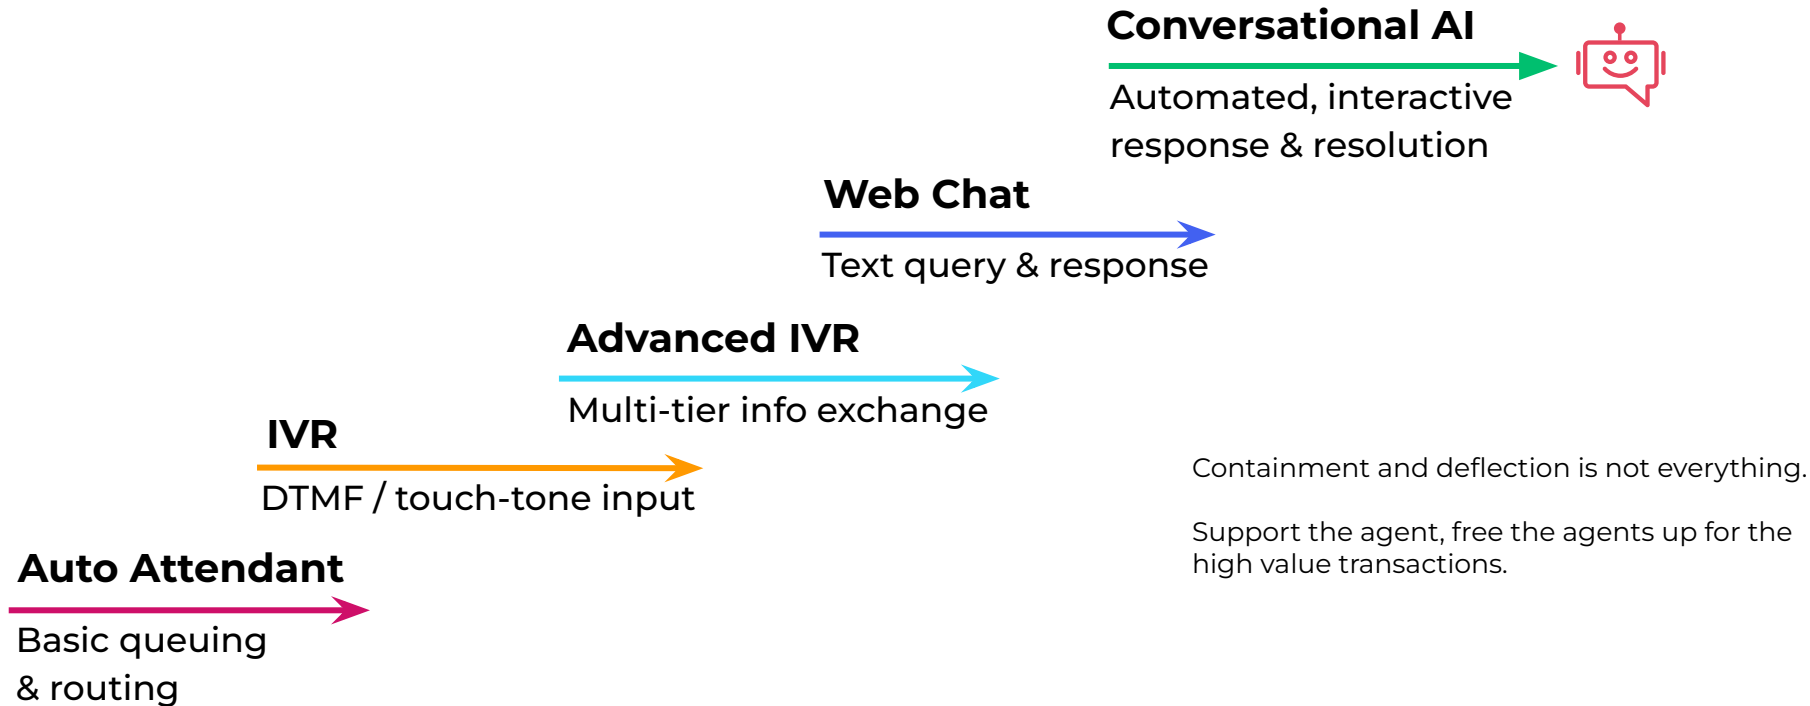 Conversational AI
Automated, interactive
response & resolution
Web Chat
Text query & response
Advanced IVR
Multi-tier info exchange
IVR
DTMF / touch-tone input
Auto Attendant
Basic queuing
& routing
Containment and deflection is not everything.
Support the agent, free the agents up for the
high value transactions.